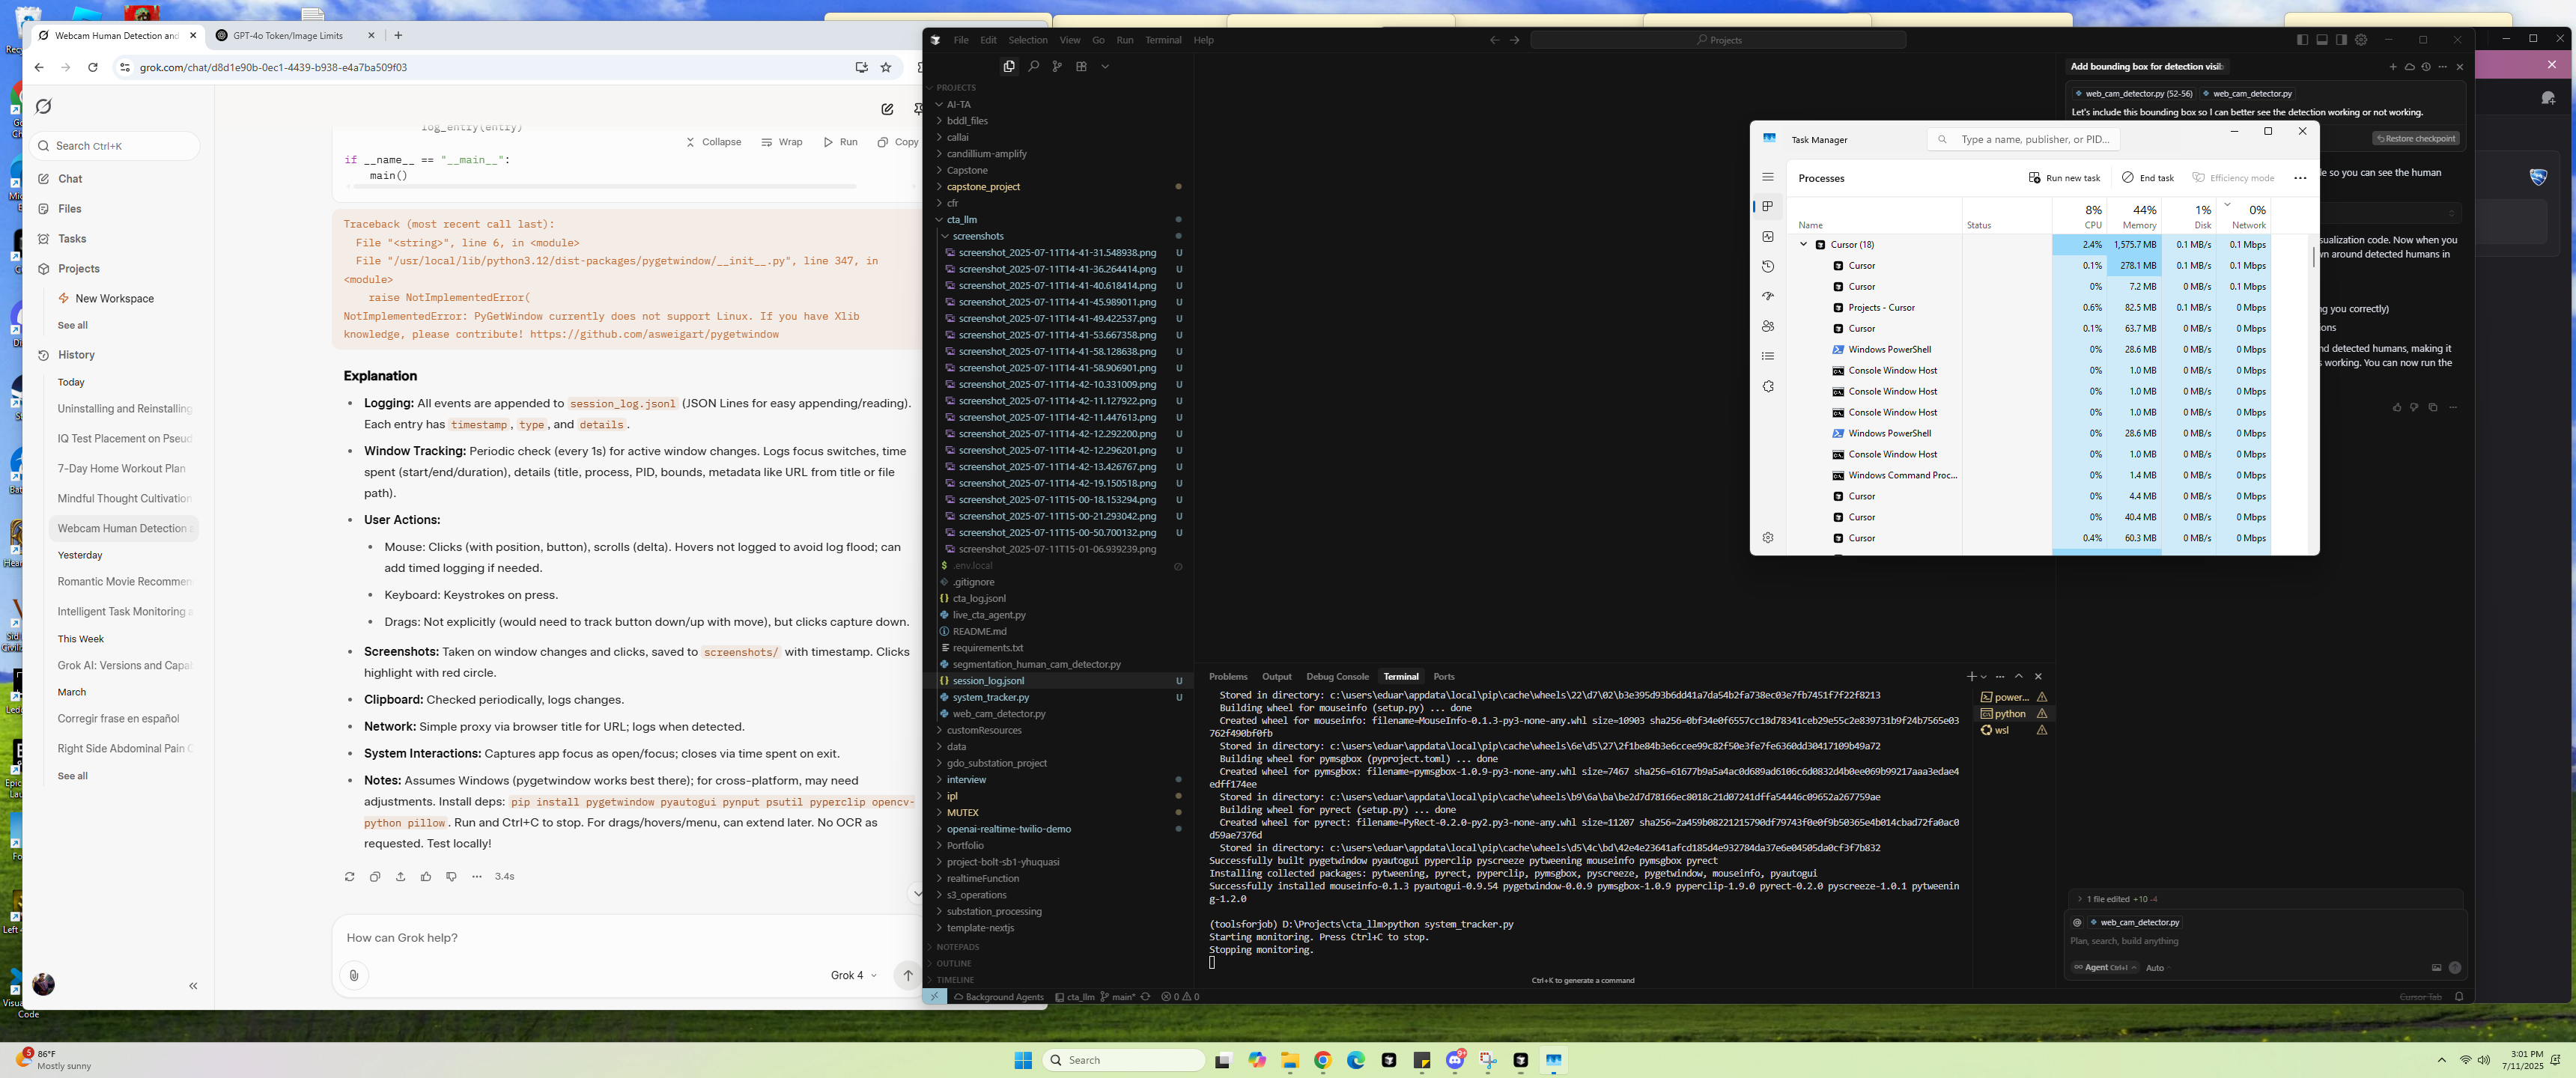 Webcam Human Detection and
GPT-4o Token/Image Limits
grok.com/chat/d8d1e90b-0ec1-4439-b938-e4a7ba509f03
Search Ctrl+K
Chat
Files
Tasks
Projects
New Workspace
See all
History
Today
Uninstalling and Reinstalling
IQ Test Placement on Pseud
7-Day Home Workout Plan
Mindful Thought Cultivation
Webcam Human Detection a
Yesterday
Romantic Movie Recommen
Intelligent Task Monitoring a
This Week
Grok AI: Versions and Capab
March
Corregir frase en español
Right Side Abdominal Pain C
See all
log_entry(entry)
Collapse
Wrap
Run
Copy
if __name__ == "__main__":
main()
Traceback (most recent call last):
File "<string>", line 6, in <module>
File "/usr/local/lib/python3.12/dist-packages/pygetwindow/__init__.py", line 347, in
<module>
raise NotImplementedError(
NotImplementedError: PyGetWindow currently does not support Linux. If you have Xlib
knowledge, please contribute! https://github.com/asweigart/pygetwindow
Explanation
• Logging: All events are appended to session_log.jsonl (JSON Lines for easy appending/reading).
Each entry has timestamp, type, and details.
• Window Tracking: Periodic check (every 1s) for active window changes. Logs focus switches, time
spent (start/end/duration), details (title, process, PID, bounds, metadata like URL from title or file
path).
• User Actions:
• Mouse: Clicks (with position, button), scrolls (delta). Hovers not logged to avoid log flood; can
add timed logging if needed.
• Keyboard: Keystrokes on press.
• Drags: Not explicitly (would need to track button down/up with move), but clicks capture down.
• Screenshots: Taken on window changes and clicks, saved to screenshots/ with timestamp. Clicks
highlight with red circle.
• Clipboard: Checked periodically, logs changes.
• Network: Simple proxy via browser title for URL; logs when detected.
• System Interactions: Captures app focus as open/focus; closes via time spent on exit.
• Notes: Assumes Windows (pygetwindow works best there); for cross-platform, may need
adjustments. Install deps: pip install pygetwindow pyautogui pynput psutil pyperclip opencv-
python pillow. Run and Ctrl+C to stop. For drags/hovers/menu, can extend later. No OCR as
requested. Test locally!
3.4s
How can Grok help?
Grok 4
File Edit Selection View Go Run Terminal Help
Projects
PROJECTS
AI-TA
bddl_files
callai
candillium-amplify
Capstone
capstone_project
cfr
cta_llm
screenshots
screenshot_2025-07-11T14-41-31.548938.png U
screenshot_2025-07-11T14-41-36.264414.png U
screenshot_2025-07-11T14-41-40.618414.png U
screenshot_2025-07-11T14-41-45.989011.png U
screenshot_2025-07-11T14-41-49.422537.png U
screenshot_2025-07-11T14-41-53.667358.png U
screenshot_2025-07-11T14-41-58.128638.png U
screenshot_2025-07-11T14-41-58.906901.png U
screenshot_2025-07-11T14-42-10.331009.png U
screenshot_2025-07-11T14-42-11.127922.png U
screenshot_2025-07-11T14-42-11.447613.png U
screenshot_2025-07-11T14-42-12.292200.png U
screenshot_2025-07-11T14-42-12.296201.png U
screenshot_2025-07-11T14-42-13.426767.png U
screenshot_2025-07-11T14-42-19.150518.png U
screenshot_2025-07-11T15-00-18.153294.png U
screenshot_2025-07-11T15-00-21.293042.png U
screenshot_2025-07-11T15-00-50.700132.png U
screenshot_2025-07-11T15-01-06.939239.png
.env.local
.gitignore
cta_log.jsonl
live_cta_agent.py
README.md
requirements.txt
segmentation_human_cam_detector.py
session_log.jsonl U
system_tracker.py U
web_cam_detector.py
customResources
data
gdo_substation_project
interview
ipl
MUTEX
openai-realtime-twilio-demo
Portfolio
project-bolt-sb1-yhuquasi
realtimeFunction
s3_operations
substation_processing
template-nextjs
NOTEPADS
OUTLINE
TIMELINE
Problems Output Debug Console Terminal Ports
Stored in directory: c:\users\eduar\appdata\local\pip\cache\wheels\22\d7\02\b3e395d93b6dd41a7da54b2fa738ec03e7fb7451f7f22f8213
Building wheel for mouseinfo (setup.py) ... done
Created wheel for mouseinfo: filename=MouseInfo-0.1.3-py3-none-any.whl size=10903 sha256=0bf34e0f6557cc18d78341ceb29e55c2e839731b9f24b7565e03
762f490bf0fb
Stored in directory: c:\users\eduar\appdata\local\pip\cache\wheels\6e\d5\27\2f1be84b3e6ccee99c82f50e3fe7fe6360dd30417109b49a72
Building wheel for pymsgbox (pyproject.toml) ... done
Created wheel for pymsgbox: filename=pymsgbox-1.0.9-py3-none-any.whl size=7467 sha256=61677b9a5a4ac0d689ad6106c6d0832d4b0ee069b99217aaa3edae4
edff174ee
Stored in directory: c:\users\eduar\appdata\local\pip\cache\wheels\b9\6a\ba\be2d7d78166ec8018c21d07241dffa54446c09652a267759ae
Building wheel for pyrect (setup.py) ... done
Created wheel for pyrect: filename=PyRect-0.2.0-py2.py3-none-any.whl size=11207 sha256=2a459b08221215790df79743f0e0f9b50365e4b014cbad72fa0ac0
d59ae7376d
Stored in directory: c:\users\eduar\appdata\local\pip\cache\wheels\d5\4c\bd\42e4e23641afcd185d4e932784da37e6e04505da0cf3f7b832
Successfully built pygetwindow pyautogui pyperclip pyscreeze pytweening mouseinfo pymsgbox pyrect
Installing collected packages: pytweening, pyrect, pyperclip, pymsgbox, pyscreeze, pygetwindow, mouseinfo, pyautogui
Successfully installed mouseinfo-0.1.3 pyautogui-0.9.54 pygetwindow-0.0.9 pymsgbox-1.0.9 pyperclip-1.9.0 pyrect-0.2.0 pyscreeze-1.0.1 pytweenin
g-1.2.0
(toolsforjob) D:\Projects\cta_llm>python system_tracker.py
Starting monitoring. Press Ctrl+C to stop.
Stopping monitoring.
Ctrl+K to generate a command
power...
python
wsl
Background Agents cta_llm main* 0 0
Cursor Tab
Add bounding box for detection visib
web_cam_detector.py (52-56) web_cam_detector.py
Let's include this bounding box so I can better see the detection working or not working.
Restore checkpoint
e so you can see the human
sualization code. Now when you
n around detected humans in
g you correctly)
ons
nd detected humans, making it
s working. You can now run the
1 file edited +10 -4
@ web_cam_detector.py
Plan, search, build anything
Agent Ctrl+I Auto
Task Manager
Type a name, publisher, or PID...
Processes
Run new task
End task
Efficiency mode
8% 44% 1% 0%
Name Status CPU Memory Disk Network
Cursor (18) 2.4% 1,575.7 MB 0.1 MB/s 0.1 Mbps
Cursor 0.1% 278.1 MB 0.1 MB/s 0.1 Mbps
Cursor 0% 7.2 MB 0 MB/s 0.1 Mbps
Projects - Cursor 0.6% 82.5 MB 0.1 MB/s 0 Mbps
Cursor 0.1% 63.7 MB 0 MB/s 0 Mbps
Windows PowerShell 0% 28.6 MB 0 MB/s 0 Mbps
Console Window Host 0% 1.0 MB 0 MB/s 0 Mbps
Console Window Host 0% 1.0 MB 0 MB/s 0 Mbps
Console Window Host 0% 1.0 MB 0 MB/s 0 Mbps
Windows PowerShell 0% 28.6 MB 0 MB/s 0 Mbps
Console Window Host 0% 1.0 MB 0 MB/s 0 Mbps
Windows Command Proc... 0% 1.4 MB 0 MB/s 0 Mbps
Cursor 0% 4.4 MB 0 MB/s 0 Mbps
Cursor 0% 40.4 MB 0 MB/s 0 Mbps
Cursor 0.4% 60.3 MB 0 MB/s 0 Mbps
Code
5
86°F
Mostly sunny
Search
9+
3:01 PM
7/11/2025